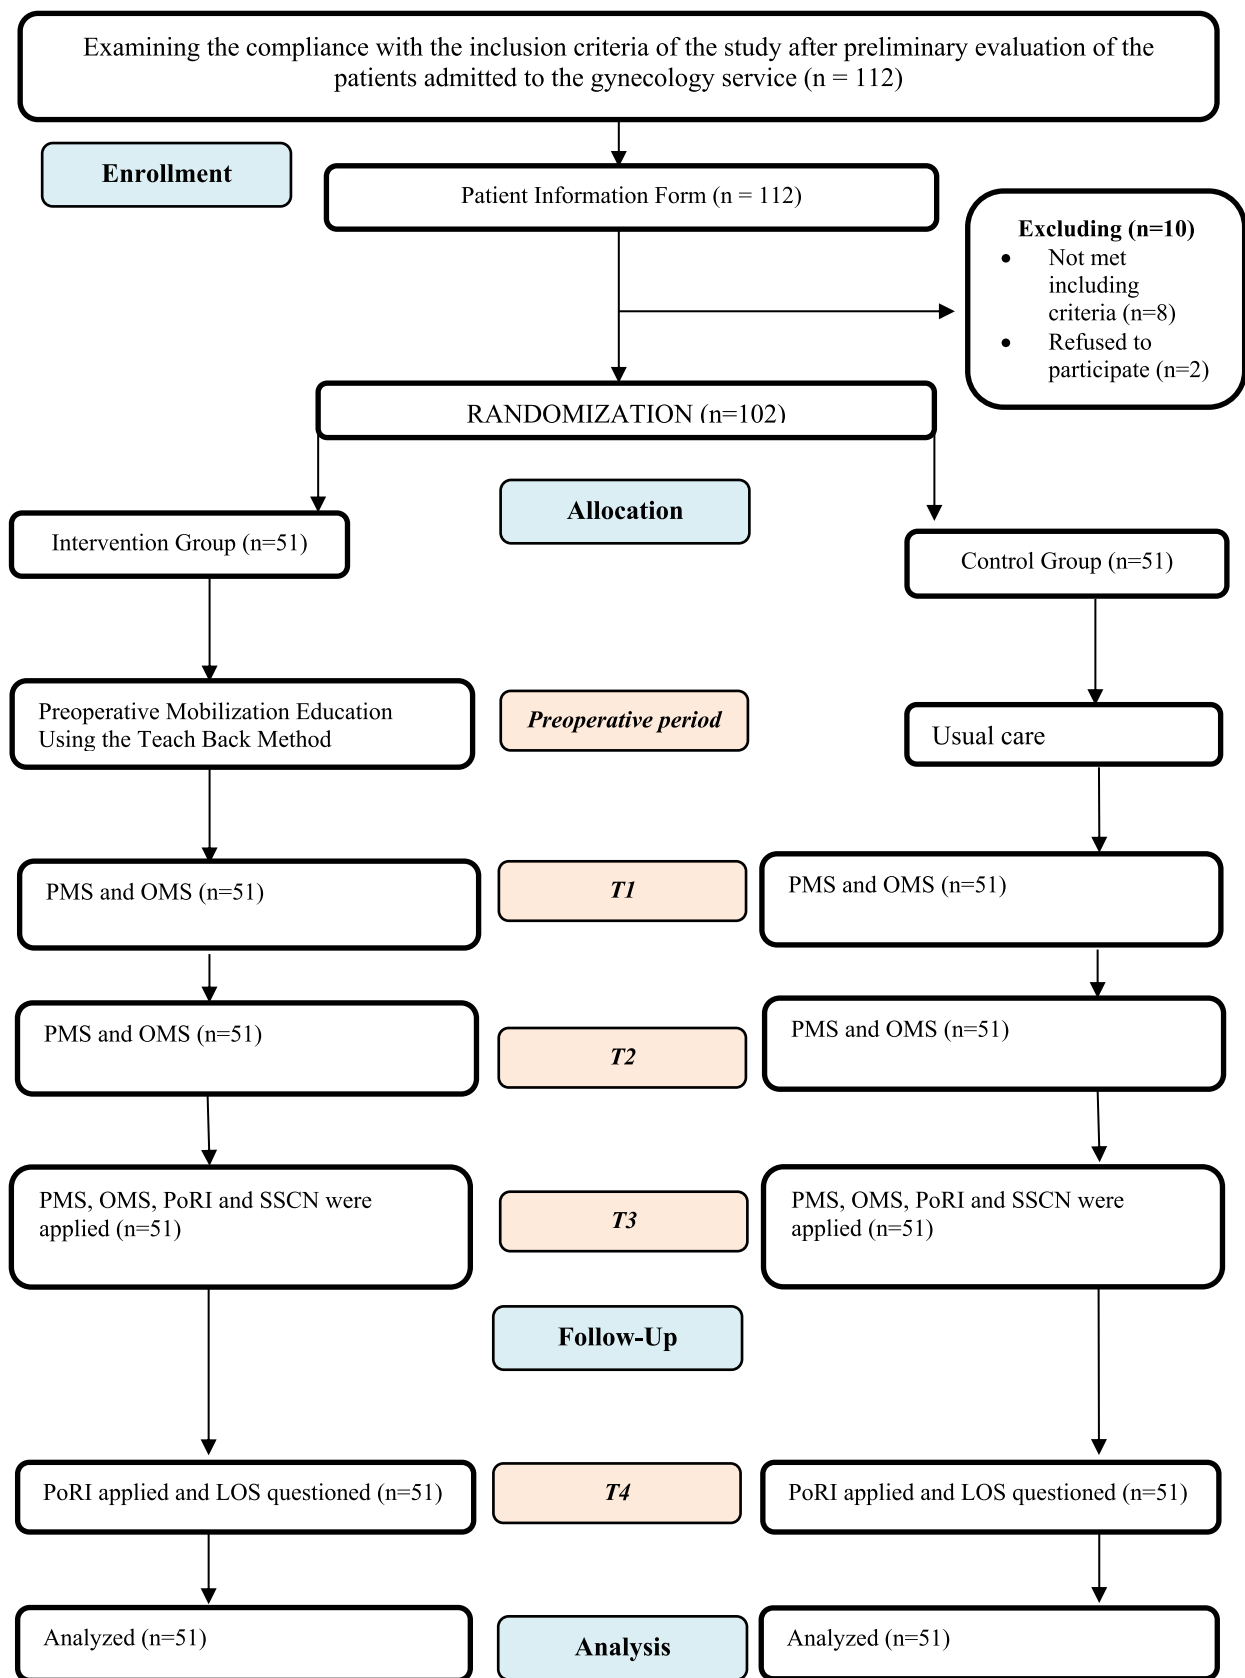 Examining the compliance with the inclusion criteria of the study after preliminary evaluation of the
patients admitted to the gynecology service (n = 112)
Enrollment
Patient Information Form (n = 112)
Excluding (n=10)
• Not met
including
criteria (n=8)
• Refused to
participate (n=2)
RANDOMIZATION (n=102)
Allocation
Intervention Group (n=51)
Control Group (n=51)
Preoperative Mobilization Education
Using the Teach Back Method
Preoperative period
Usual care
PMS and OMS (n=51)
T1
PMS and OMS (n=51)
PMS and OMS (n=51)
T2
PMS and OMS (n=51)
PMS, OMS, PoRI and SSCN were
applied (n=51)
T3
PMS, OMS, PoRI and SSCN were
applied (n=51)
Follow-Up
PoRI applied and LOS questioned (n=51)
T4
PoRI applied and LOS questioned (n=51)
Analyzed (n=51)
Analysis
Analyzed (n=51)